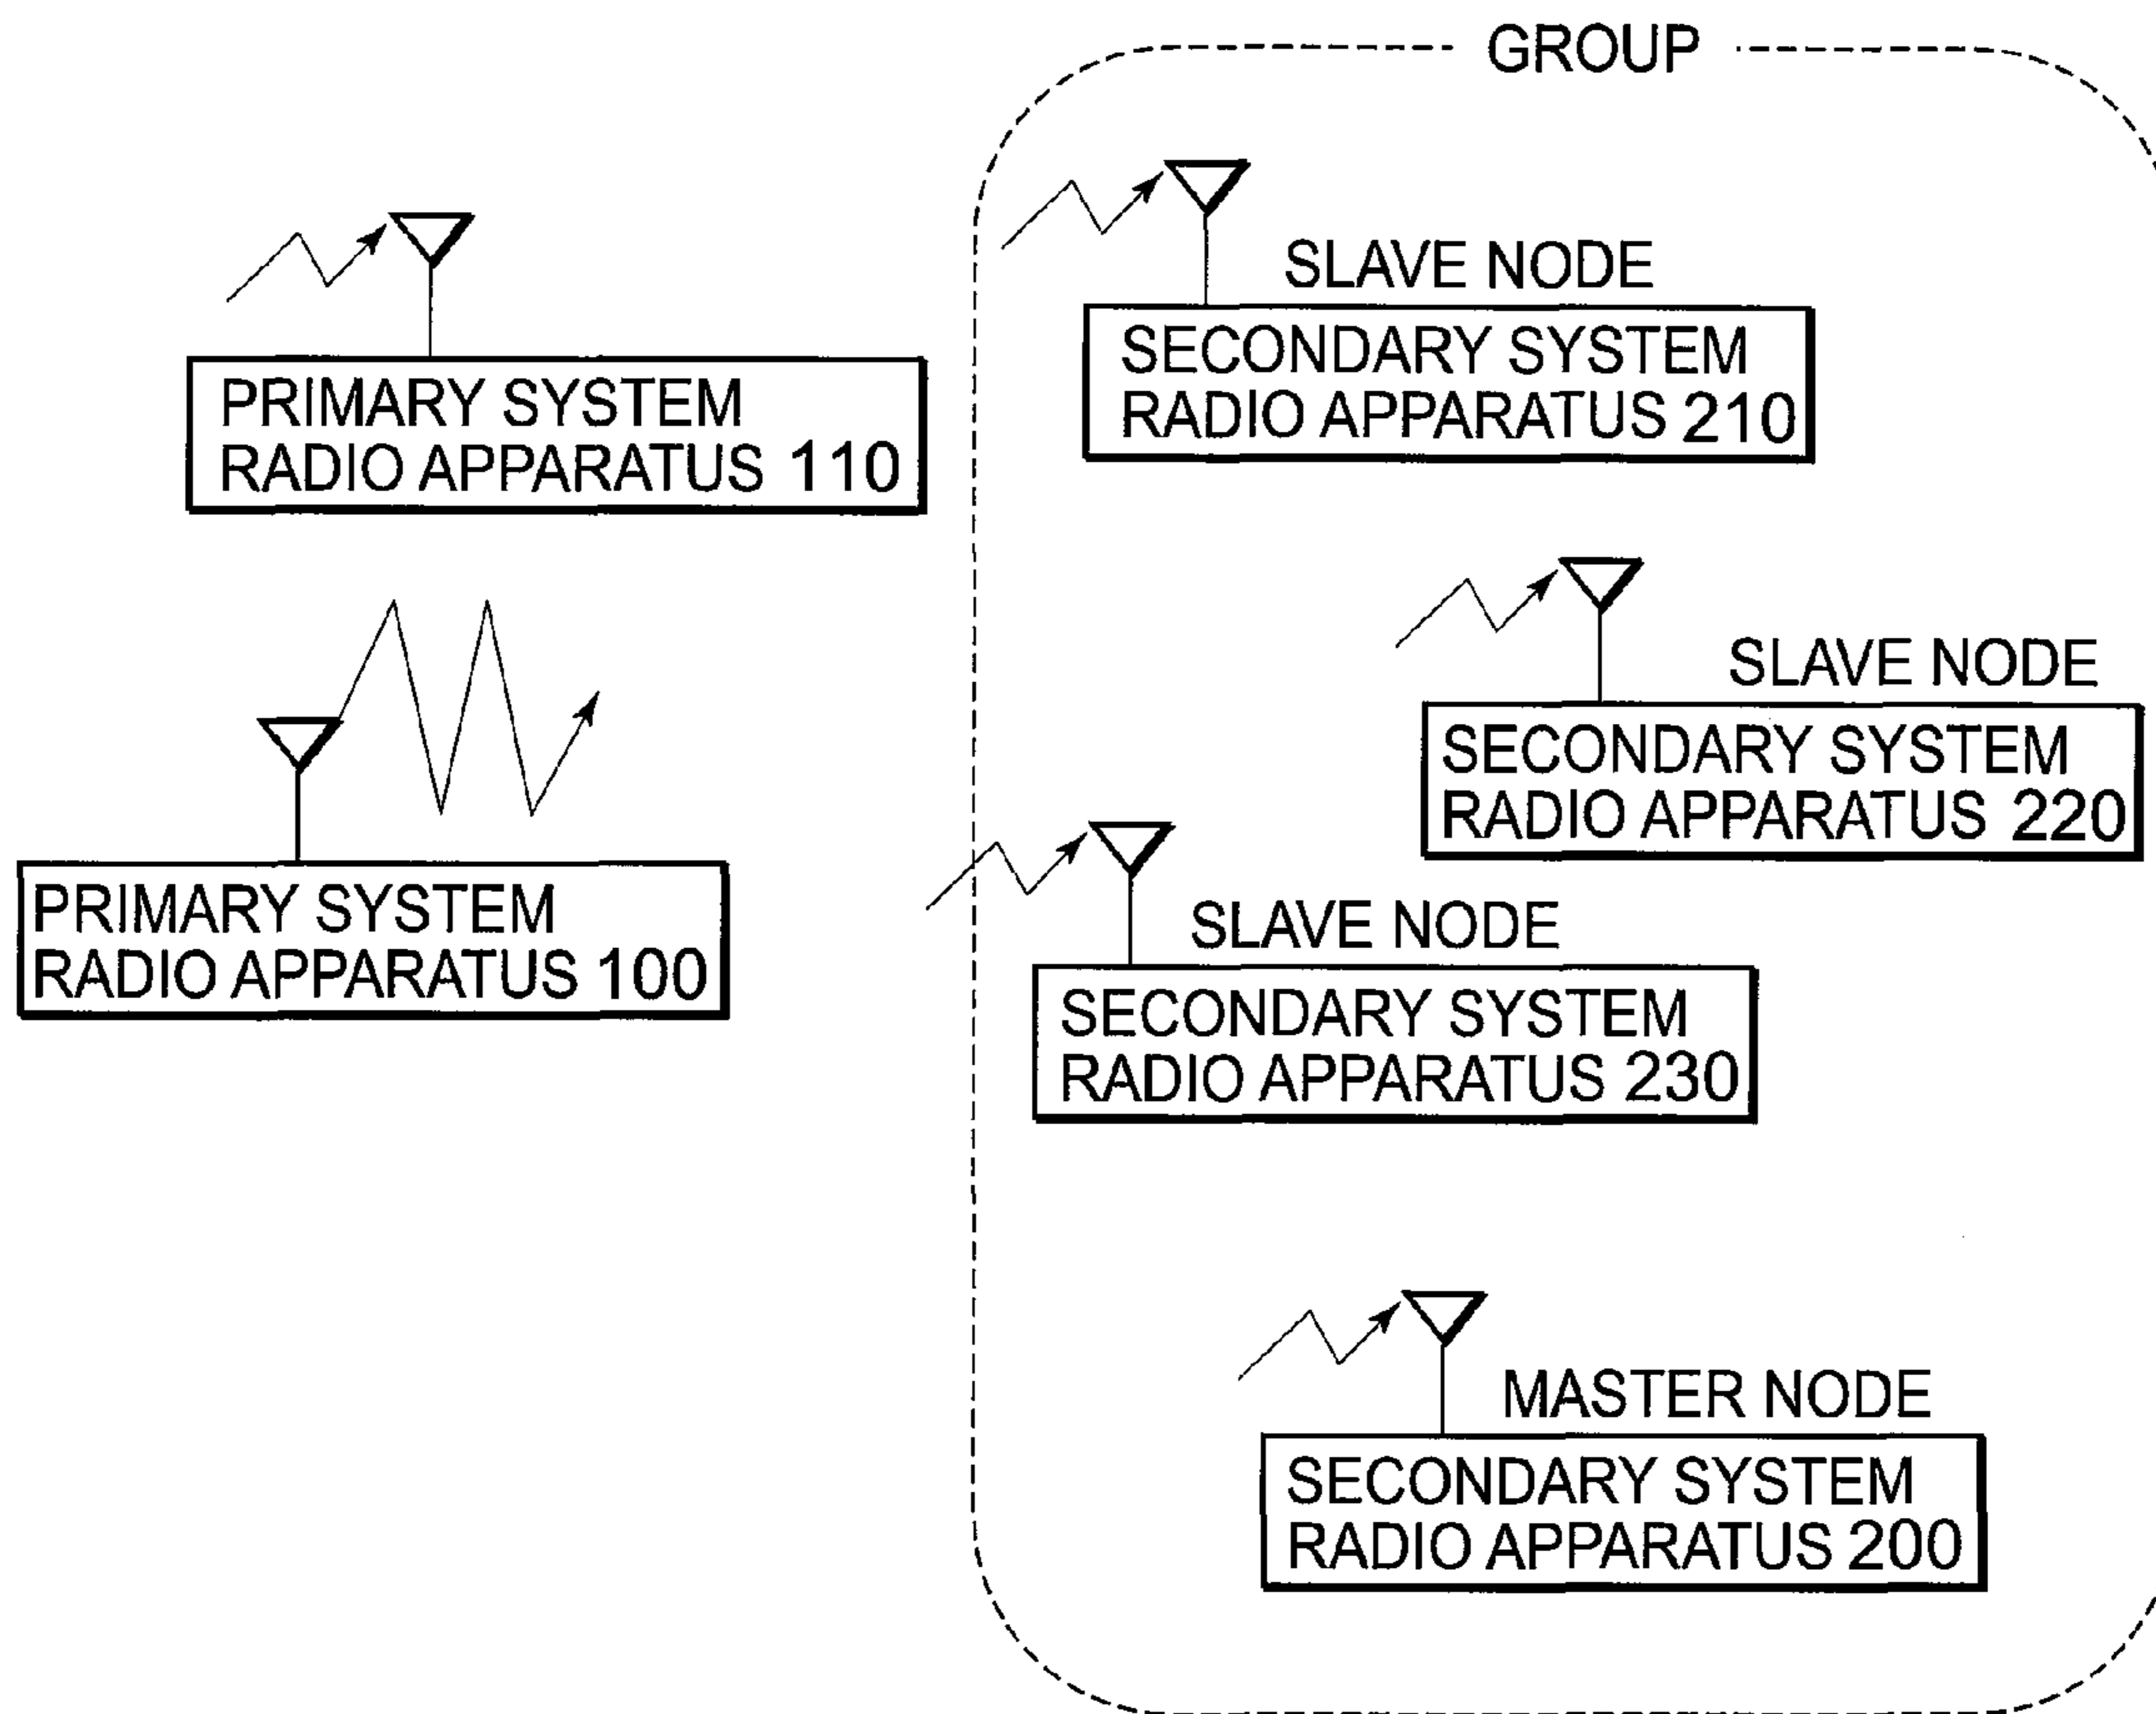 GROUP
SLAVE NODE
SECONDARY SYSTEM
RADIO APPARATUS 210
PRIMARY SYSTEM
RADIO APPARATUS 110
SLAVE NODE
SECONDARY SYSTEM
RADIO APPARATUS 220
PRIMARY SYSTEM
RADIO APPARATUS 100
SLAVE NODE
SECONDARY SYSTEM
RADIO APPARATUS 230
MASTER NODE
SECONDARY SYSTEM
RADIO APPARATUS 200